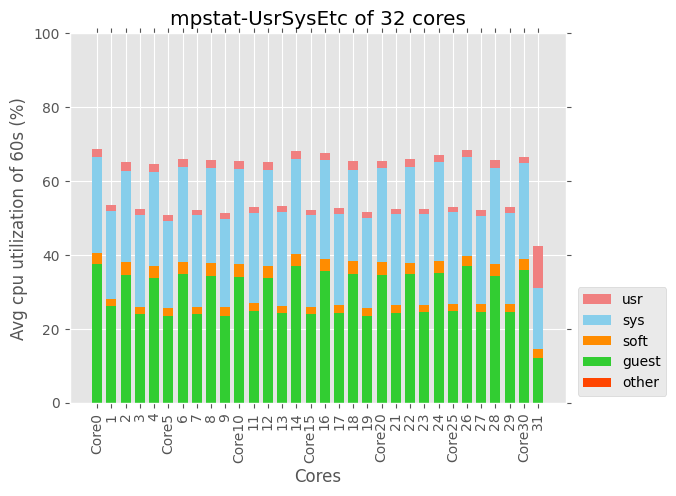 mpstat-UsrSysEtc of 32 cores
Avg cpu utilization of 60s (%)
100
80
60
40
20
0
Core0
1
2
3
4
Core5
6
7
8
9
Core10
11
12
13
14
Core15
16
17
18
19
Core20
21
22
23
24
Core25
26
27
28
29
Core30
31
Cores
usr
sys
soft
guest
other